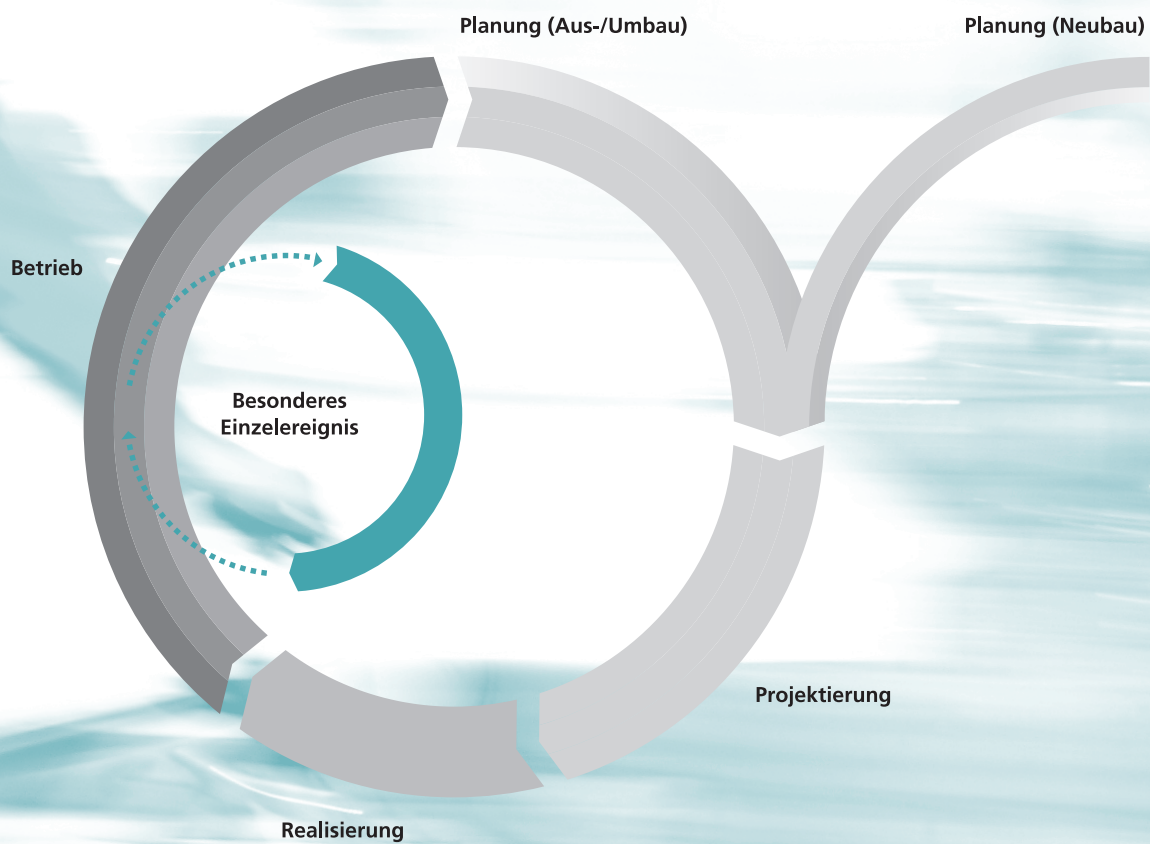 Planung (Aus-/Umbau)
Planung (Neubau)
Betrieb
Besonderes
Einzelereignis
Projektierung
Realisierung